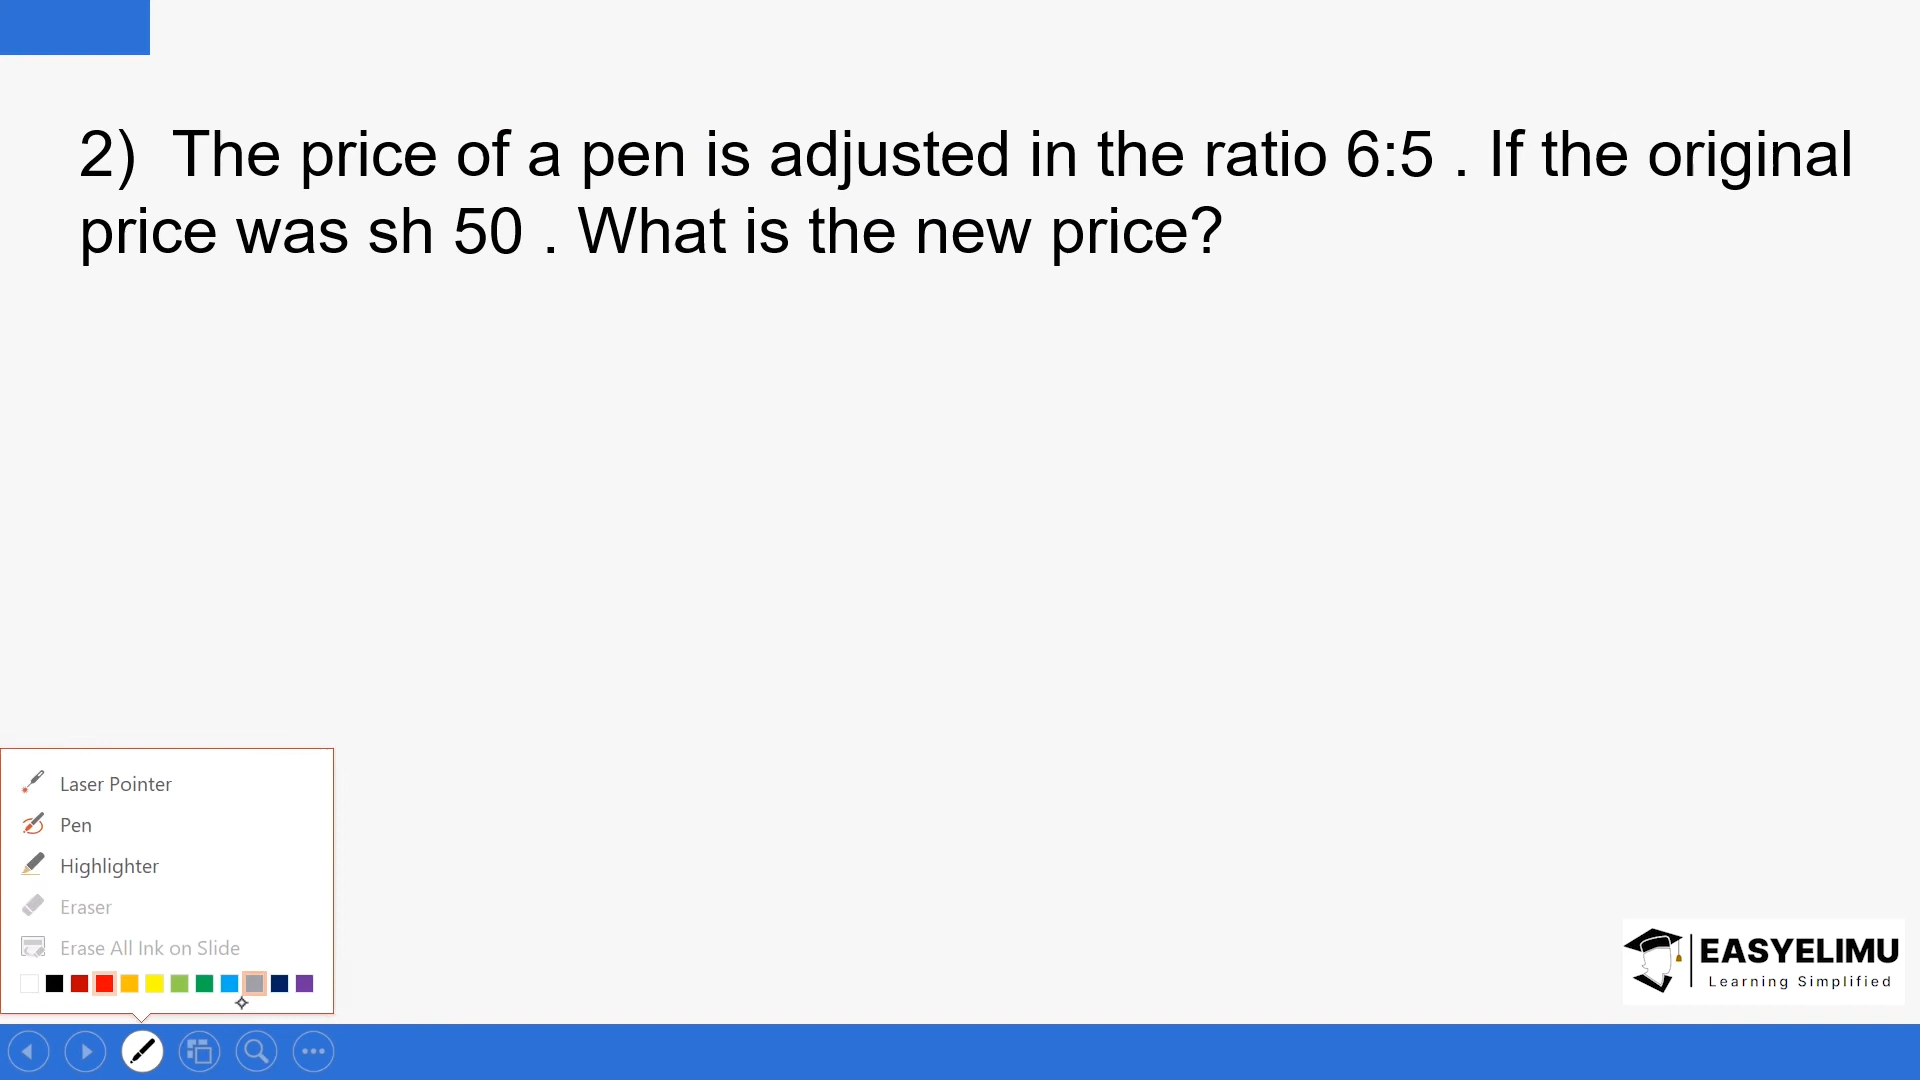 2) The price of a pen is adjusted in the ratio 6:5 . If the original
price was sh 50 . What is the new price?
Laser Pointer
Pen
Highlighter
Eraser
Erase All Ink on Slide
EASYELIMU
Learning Simplified